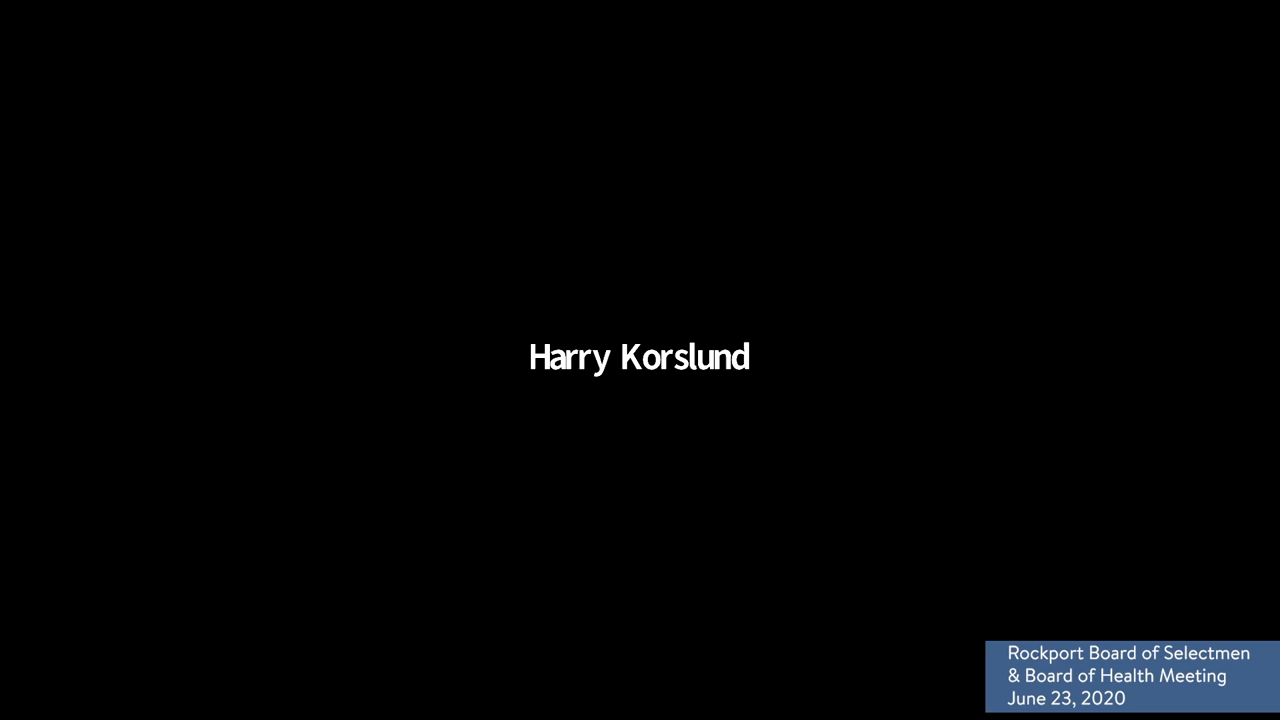 Harry Korslund
Rockport Board of Selectmen
& Board of Health Meeting
June 23, 2020